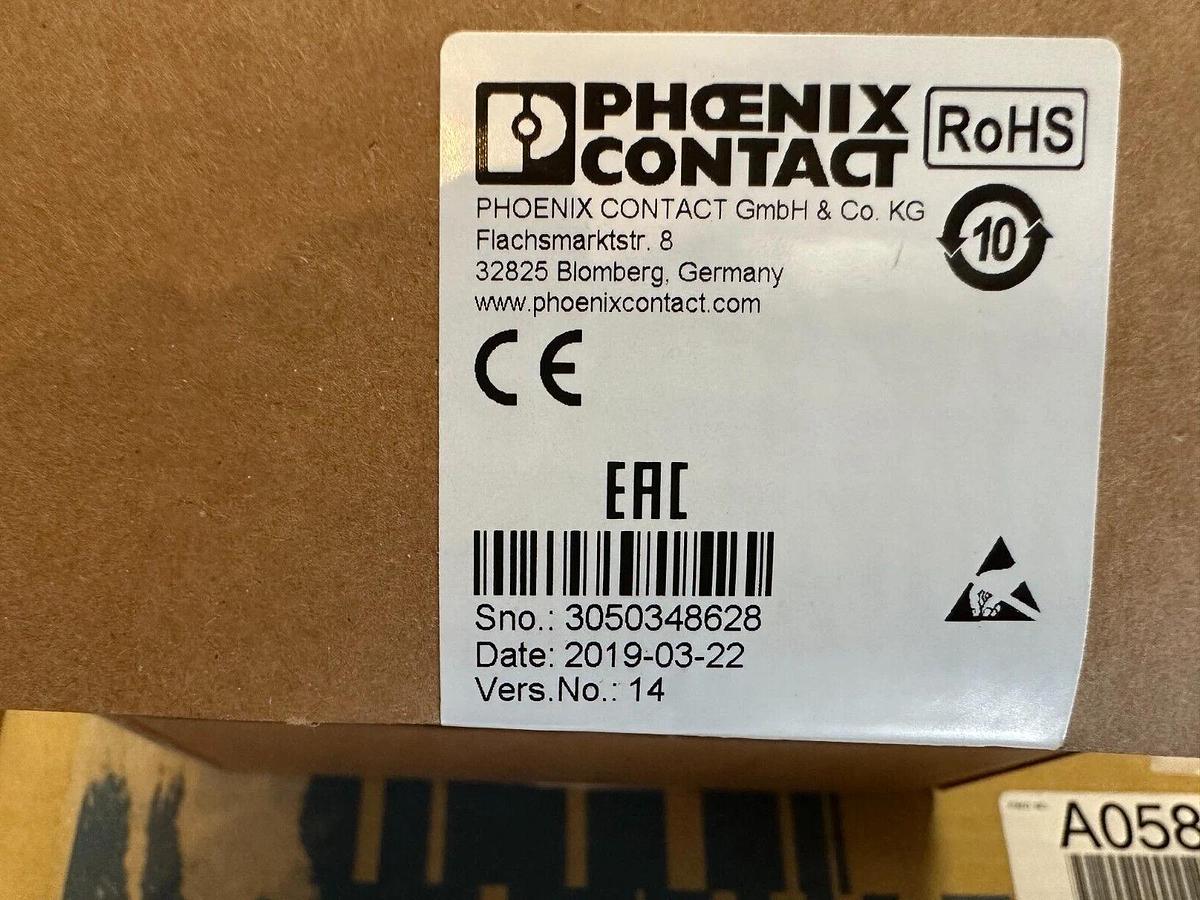 PHŒNIX
CONTACT
RoHS
PHOENIX CONTACT GmbH & Co. KG
Flachsmarktstr. 8
32825 Blomberg, Germany
www.phoenixcontact.com
10
CE
EAC
Sno.: 3050348628
Date: 2019-03-22
Vers.No.: 14
A058